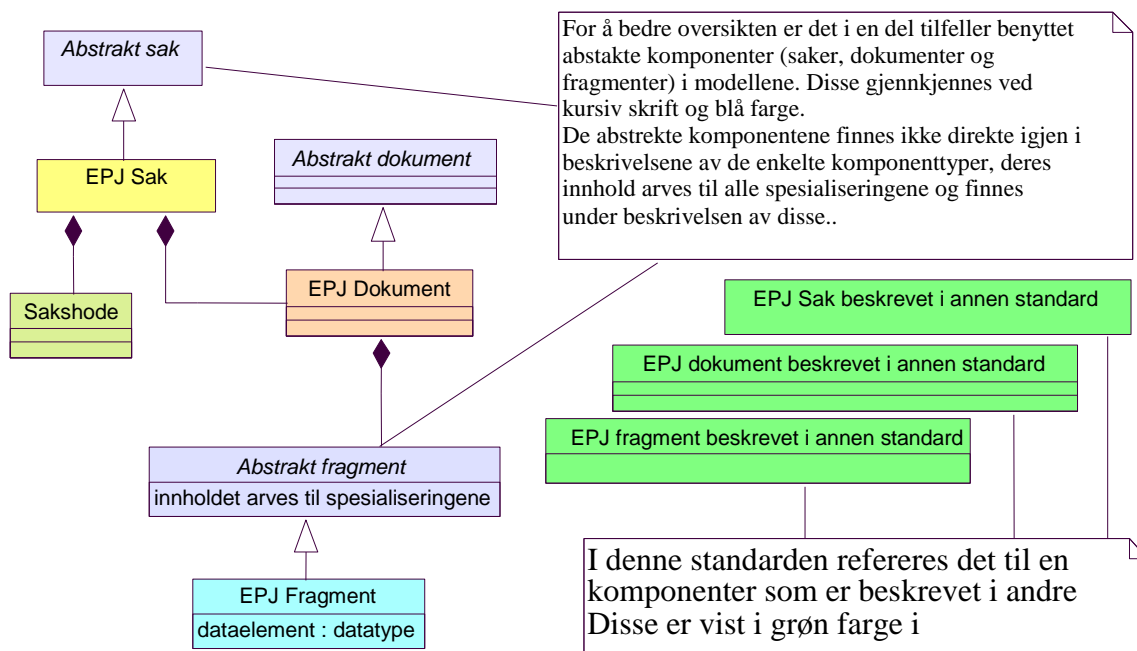 Abstrakt sak
For å bedre oversikten er det i en del tilfeller benyttet
abstakte komponenter (saker, dokumenter og
fragmenter) i modellene. Disse gjennkjennes ved
kursiv skrift og blå farge.
De abstrekte komponentene finnes ikke direkte igjen i
beskrivelsene av de enkelte komponenttyper, deres
innhold arves til alle spesialiseringene og finnes
under beskrivelsen av disse..
Abstrakt dokument
EPJ Sak
EPJ Dokument
Sakshode
EPJ Sak beskrevet i annen standard
EPJ dokument beskrevet i annen standard
EPJ fragment beskrevet i annen standard
Abstrakt fragment
innholdet arves til spesialiseringene
EPJ Fragment
dataelement : datatype
I denne standarden refereres det til en
komponenter som er beskrevet i andre
Disse er vist i grøn farge i